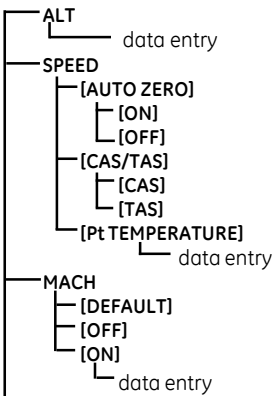 ALT
data entry
SPEED
[AUTO ZERO]
[ON]
[OFF]
[CAS/TAS]
[CAS]
[TAS]
[Pt TEMPERATURE]
data entry
MACH
[DEFAULT]
[OFF]
[ON]
data entry